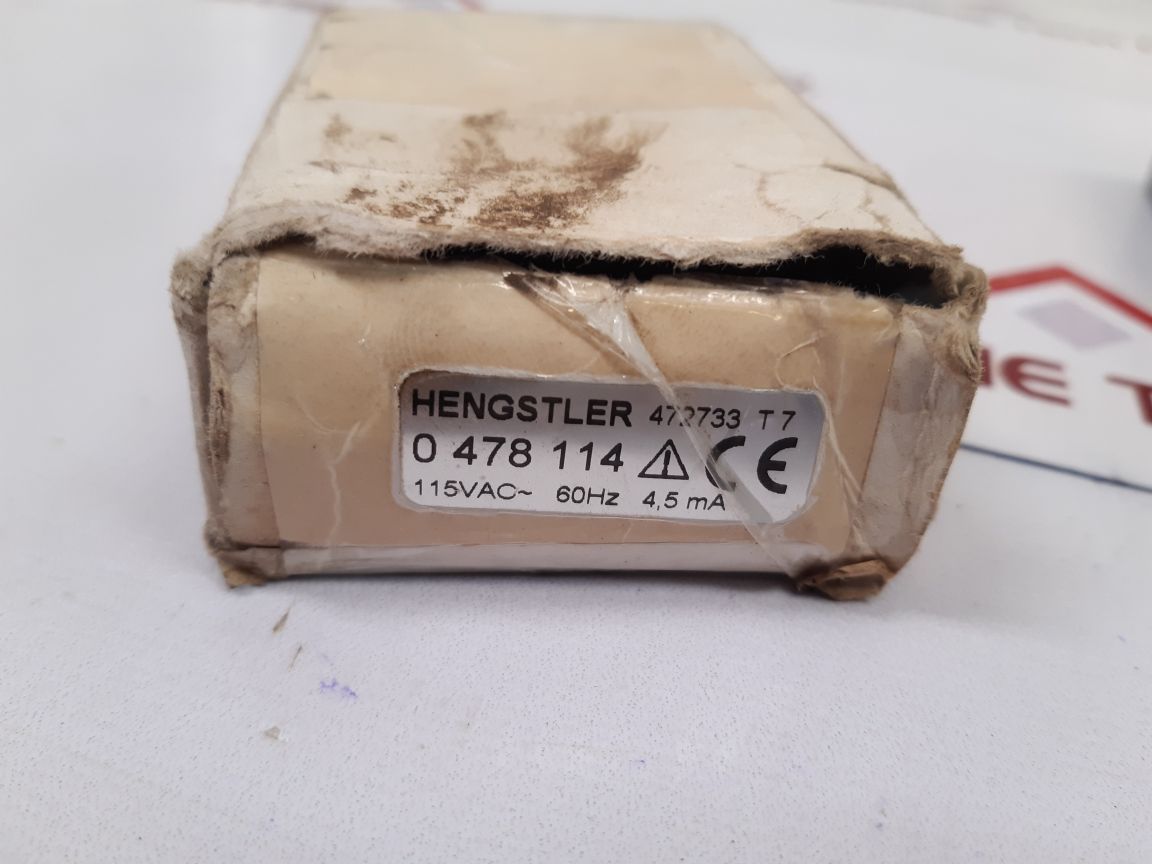 HENGSTLER 472733 T7
0 478 114 ⚠ CE
115VAC~ 60Hz 4,5 mA